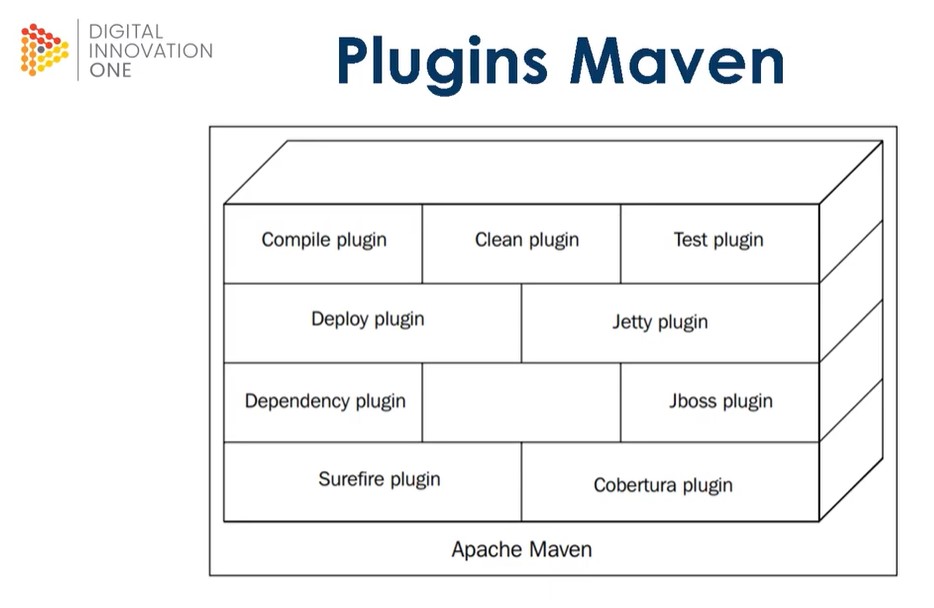 DIGITAL
INNOVATION
ONE
Plugins Maven
Compile plugin
Clean plugin
Test plugin
Deploy plugin
Jetty plugin
Dependency plugin
Jboss plugin
Surefire plugin
Cobertura plugin
Apache Maven